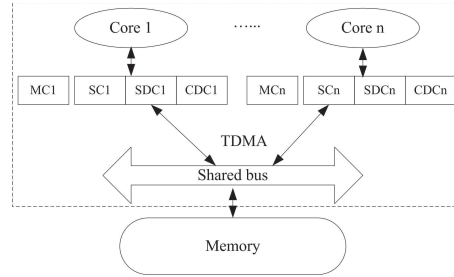 Core 1 ...... Core n
MC1 SC1 SDC1 CDC1 MCn SCn SDCn CDCn
TDMA
Shared bus
Memory